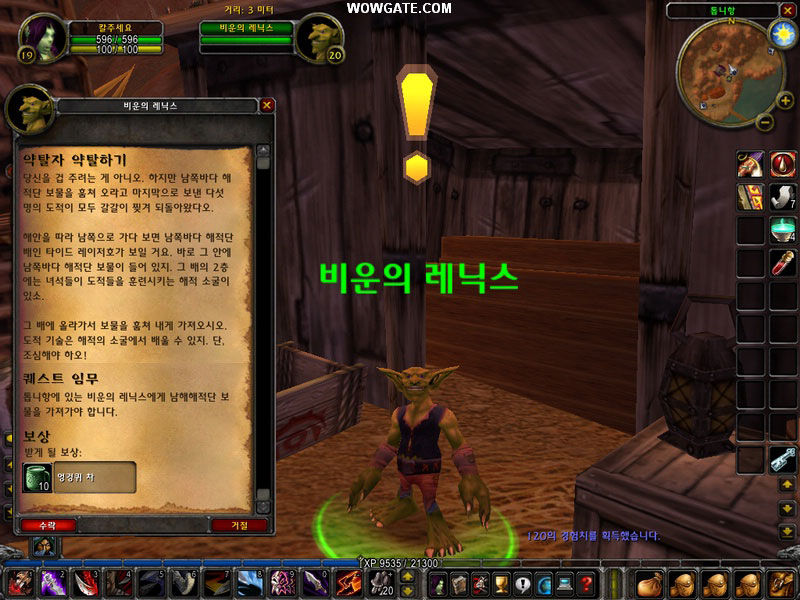 거리: 3 미터
WOWGATE.COM
톱니항
N
칼주세요
596 / 596
100 / 100
19
비운의 레닉스
20
비운의 레닉스
약탈자 약탈하기
당신을 겁 주려는 게 아니오. 하지만 남쪽바다 해
적단 보물을 훔쳐 오라고 마지막으로 보낸 다섯
명의 도적이 모두 갈갈이 찢겨 되돌아왔다오.
해안을 따라 남쪽으로 가다 보면 남쪽바다 해적단
배인 타이드 레이저호가 보일 거요. 바로 그 안에
남쪽바다 해적단 보물이 들어 있지. 그 배의 2층
에는 녀석들이 도적들을 훈련시키는 해적 소굴이
있소.
그 배에 올라가서 보물을 훔쳐 내게 가져오시오.
도적 기술은 해적의 소굴에서 배울 수 있지. 단,
조심해야 하오!
퀘스트 임무
톱니항에 있는 비운의 레닉스에게 남해해적단 보
물을 가져가야 합니다.
보상
받게 될 보상:
10
엉겅퀴 차
수락
거절
비운의 레닉스
7
4
120의 경험치를 획득했습니다.
XP 9535 / 21300
2
3
4
5
6
8
9
0
20